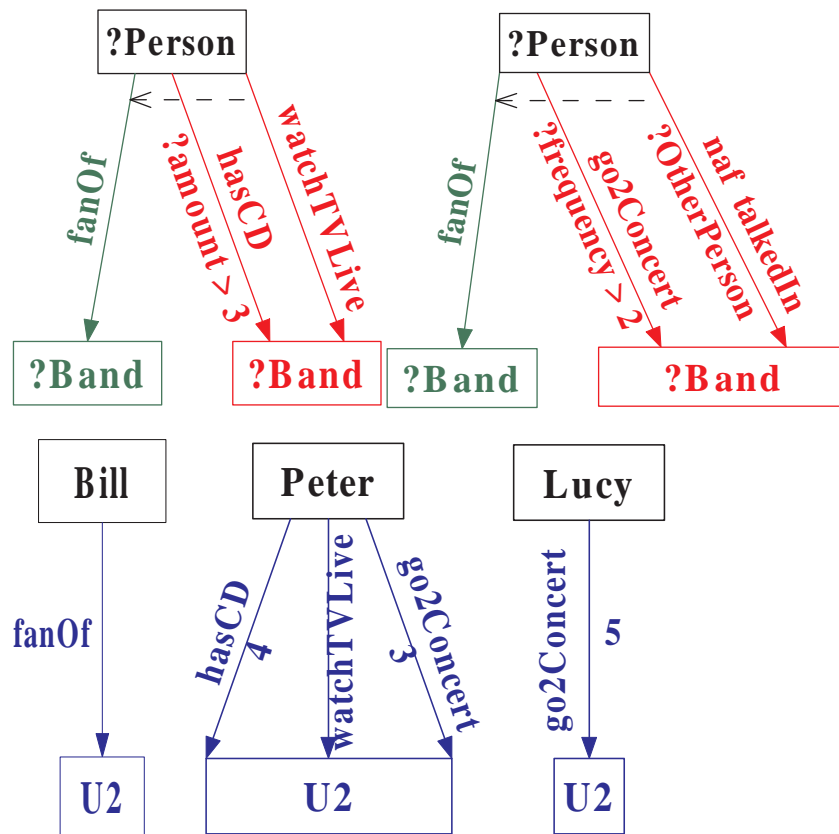 ?Person
?Person
fanOf
hasCD
?amount > 3
watchTVLive
fanOf
go2Concert
?frequency > 2
naf talkedIn
?OtherPerson
?Band
?Band
?Band
?Band
Bill
Peter
Lucy
fanOf
hasCD
4
watchTVLive
go2Concert
3
go2Concert
5
U2
U2
U2